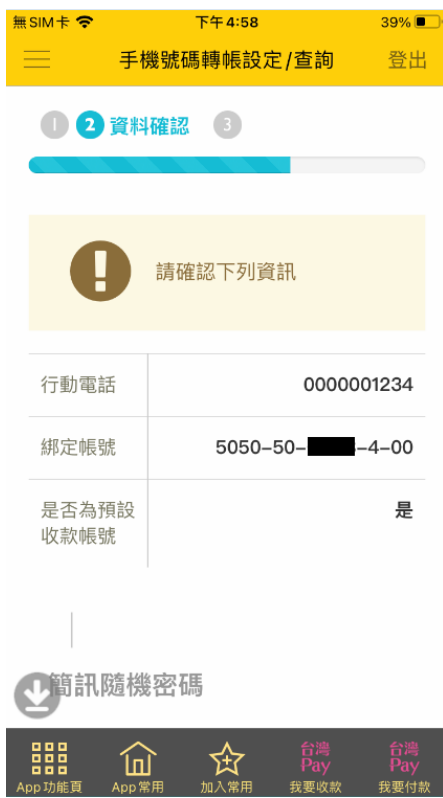 無SIM卡 下午4:58 39%
手機號碼轉帳設定/查詢 登出
1 2 資料確認 3
!
請確認下列資訊
行動電話 0000001234
綁定帳號 5050-50- -4-00
是否為預設 是
收款帳號
簡訊隨機密碼
台灣 台灣
Pay Pay
App功能頁 App常用 加入常用 我要收款 我要付款